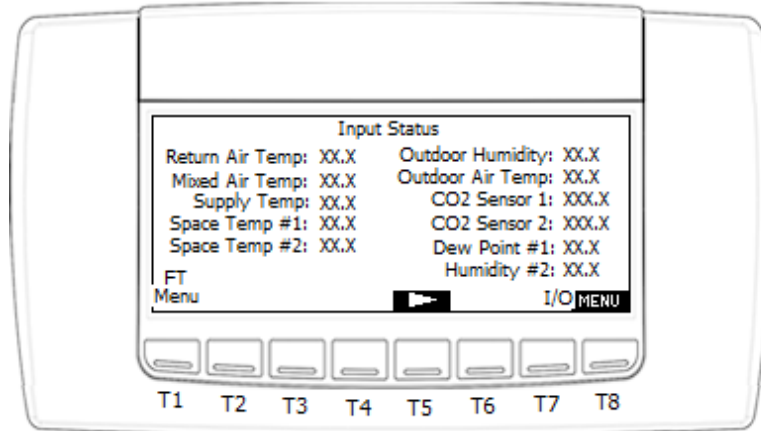 Input Status
Return Air Temp: XX.X
Mixed Air Temp: XX.X
Supply Temp: XX.X
Space Temp #1: XX.X
Space Temp #2: XX.X
Outdoor Humidity: XX.X
Outdoor Air Temp: XX.X
CO2 Sensor 1: XXX.X
CO2 Sensor 2: XXX.X
Dew Point #1: XX.X
Humidity #2: XX.X
FT
Menu
I/O MENU
T1 T2 T3 T4 T5 T6 T7 T8